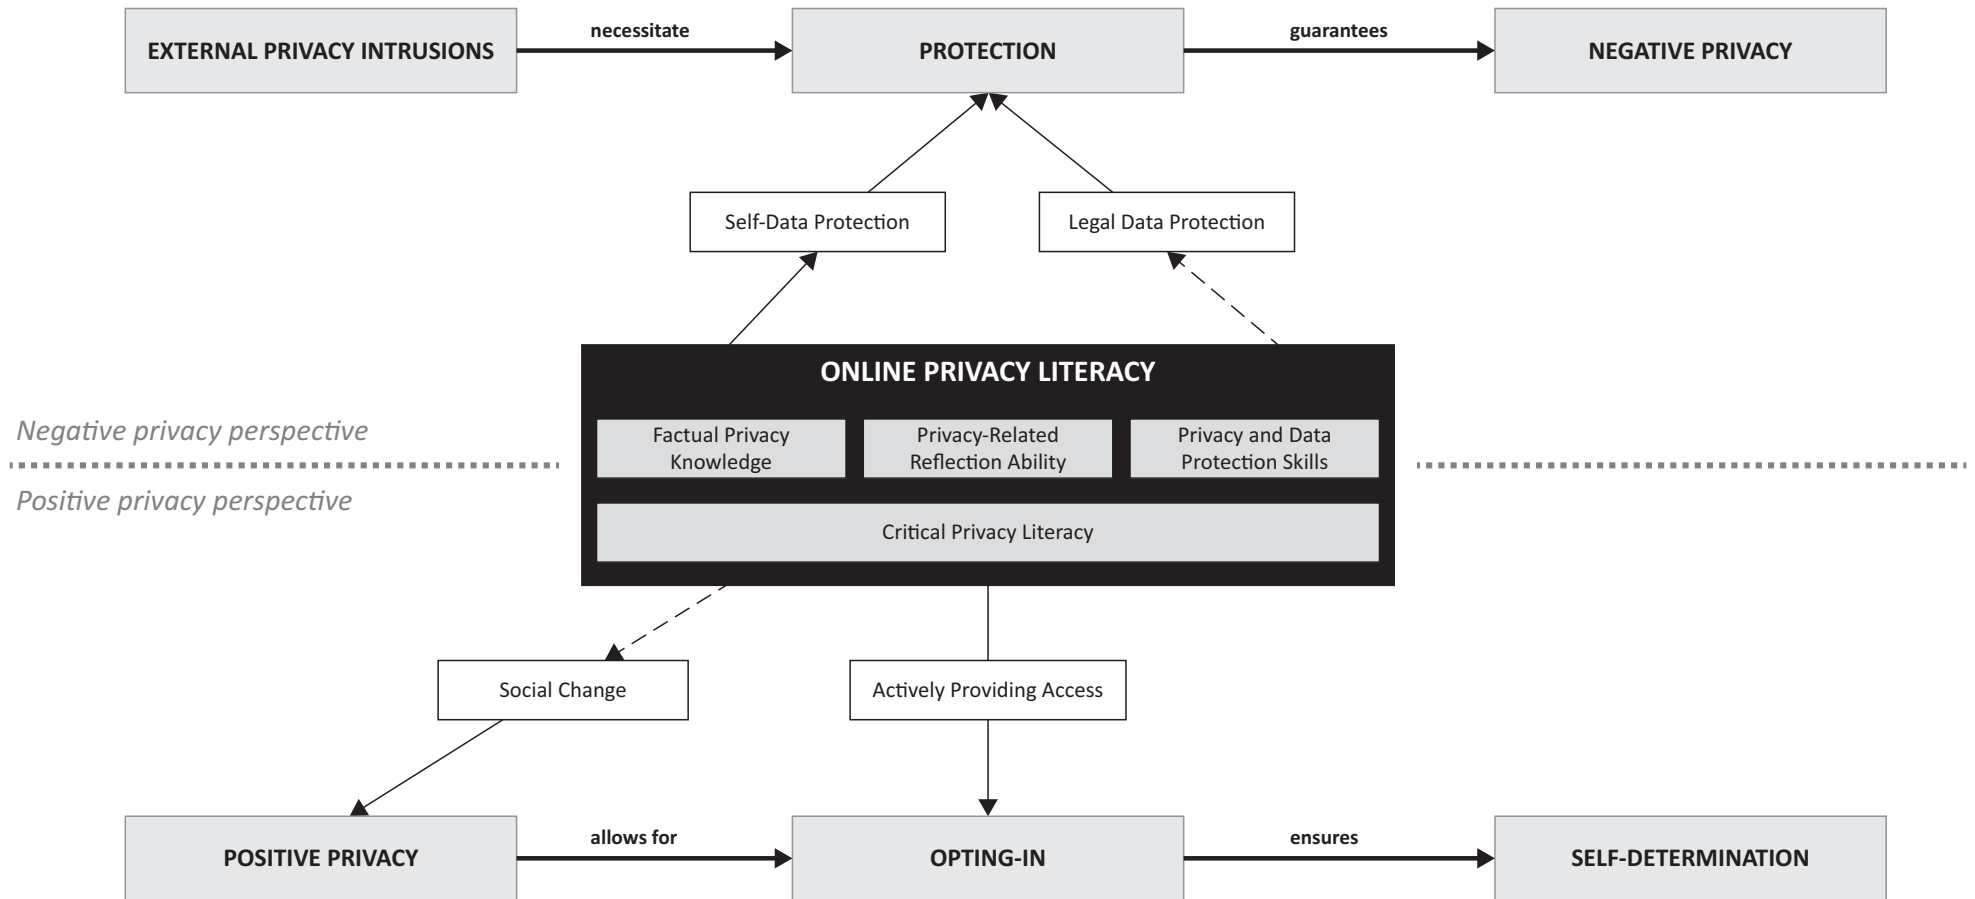 necessitate
guarantees
EXTERNAL PRIVACY INTRUSIONS
PROTECTION
NEGATIVE PRIVACY
Self-Data Protection
Legal Data Protection
ONLINE PRIVACY LITERACY
Negative privacy perspective
Factual Privacy
Knowledge
Privacy-Related
Reflection Ability
Privacy and Data
Protection Skills
Positive privacy perspective
Critical Privacy Literacy
Social Change
Actively Providing Access
allows for
ensures
POSITIVE PRIVACY
OPTING-IN
SELF-DETERMINATION